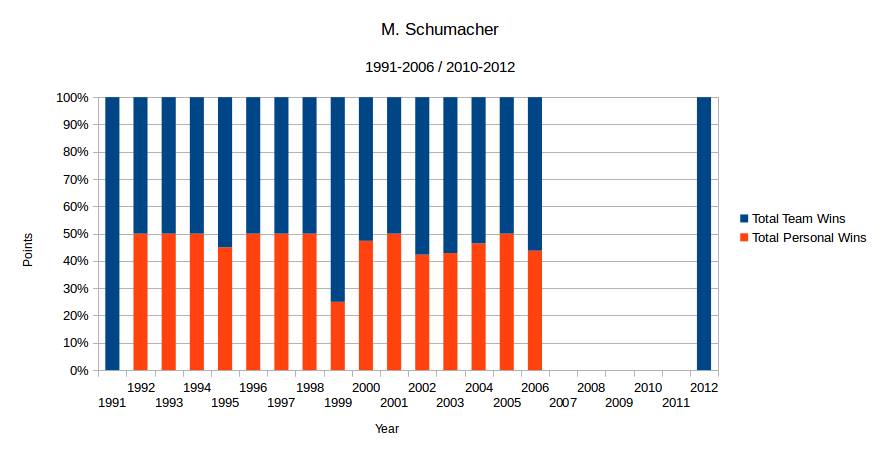 M. Schumacher
1991-2006 / 2010-2012
100%
90%
80%
70%
60%
50%
40%
30%
20%
10%
0%
Points
Total Team Wins
Total Personal Wins
1992 1994 1996 1998 2000 2002 2004 2006 2008 2010 2012
1991 1993 1995 1997 1999 2001 2003 2005 2007 2009 2011
Year